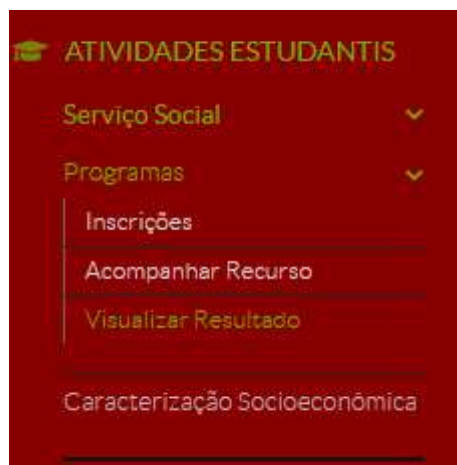 ATIVIDADES ESTUDANTIS
Serviço Social
Programas
Inscrições
Acompanhar Recurso
Visualizar Resultado
Caracterização Socioeconômica